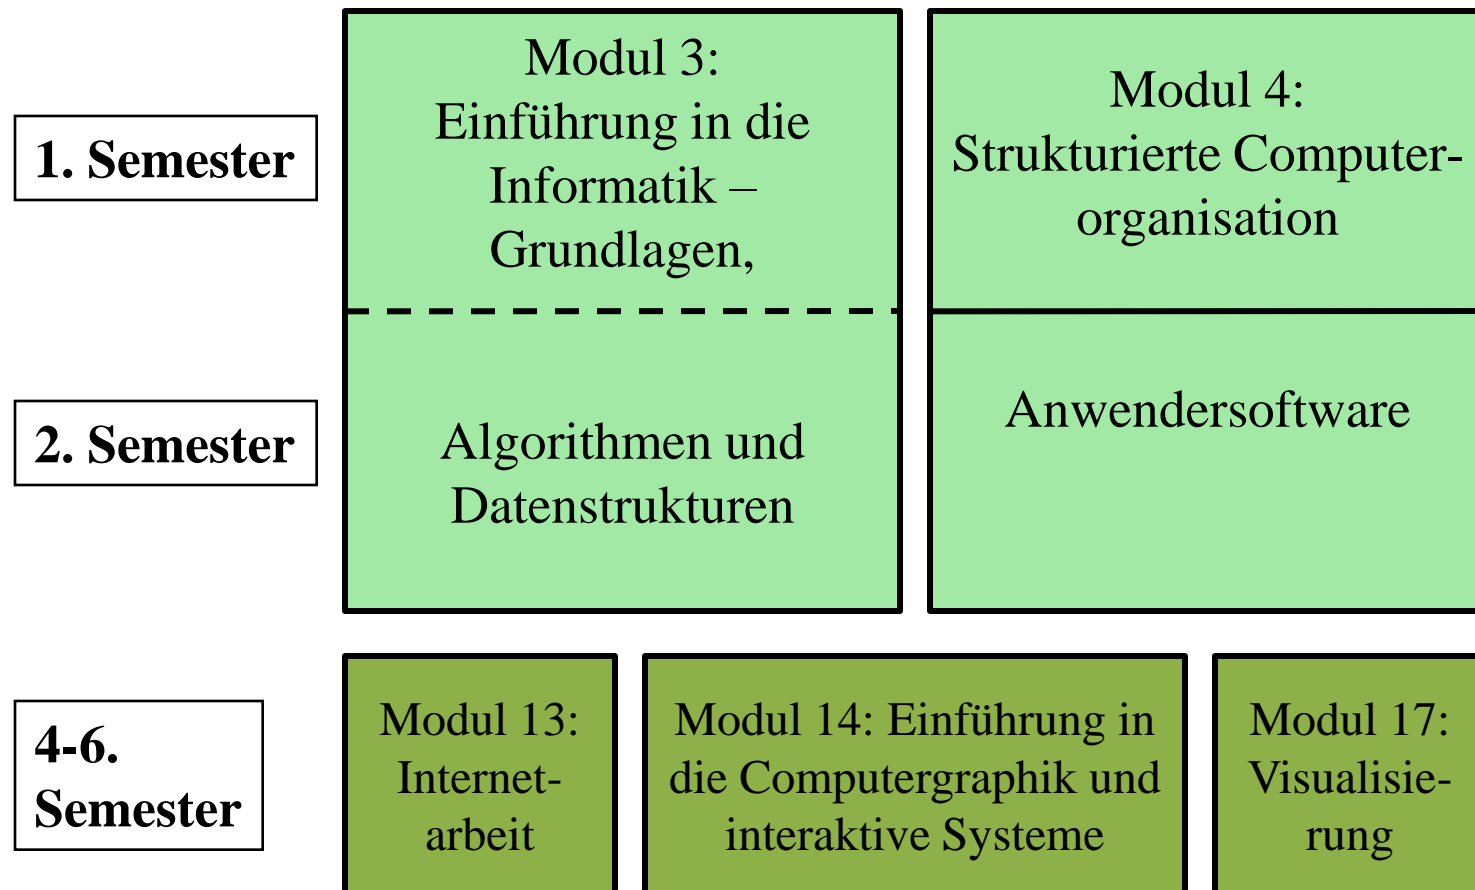 1. Semester
Modul 3:
Einführung in die
Informatik –
Grundlagen,
Modul 4:
Strukturierte Computer-
organisation
2. Semester
Algorithmen und
Datenstrukturen
Anwendersoftware
4-6.
Semester
Modul 13:
Internet-
arbeit
Modul 14: Einführung in
die Computergraphik und
interaktive Systeme
Modul 17:
Visualisie-
rung